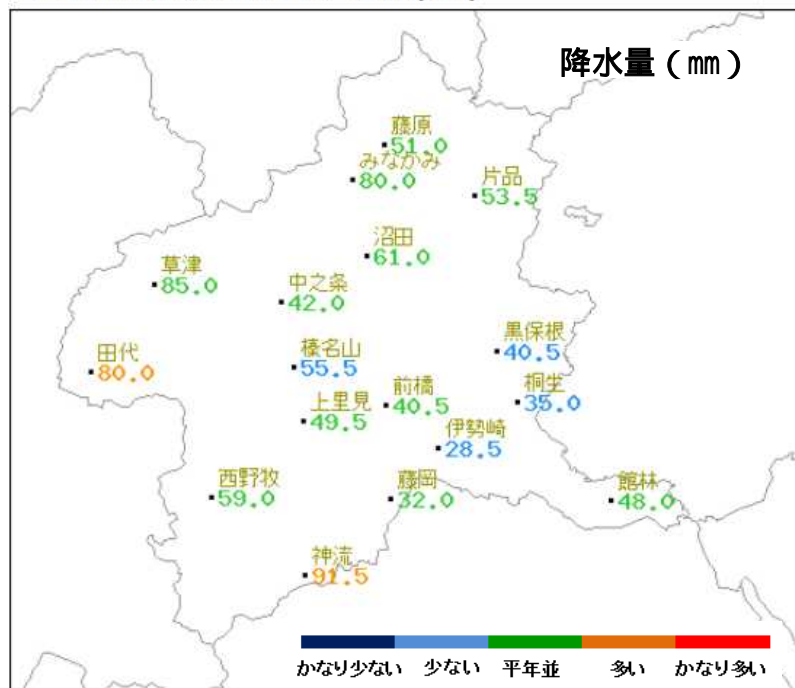 降水量（㎜）
藤原
51.0
みなかみ
80.0
片品
53.5
沼田
61.0
草津
85.0
中之条
42.0
黒保根
40.5
榛名山
55.5
田代
80.0
桐生
35.0
前橋
40.5
上里見
49.5
伊勢崎
28.5
西野牧
59.0
藤岡
32.0
館林
48.0
神流
91.5
かなり少ない 少ない 平年並 多い かなり多い